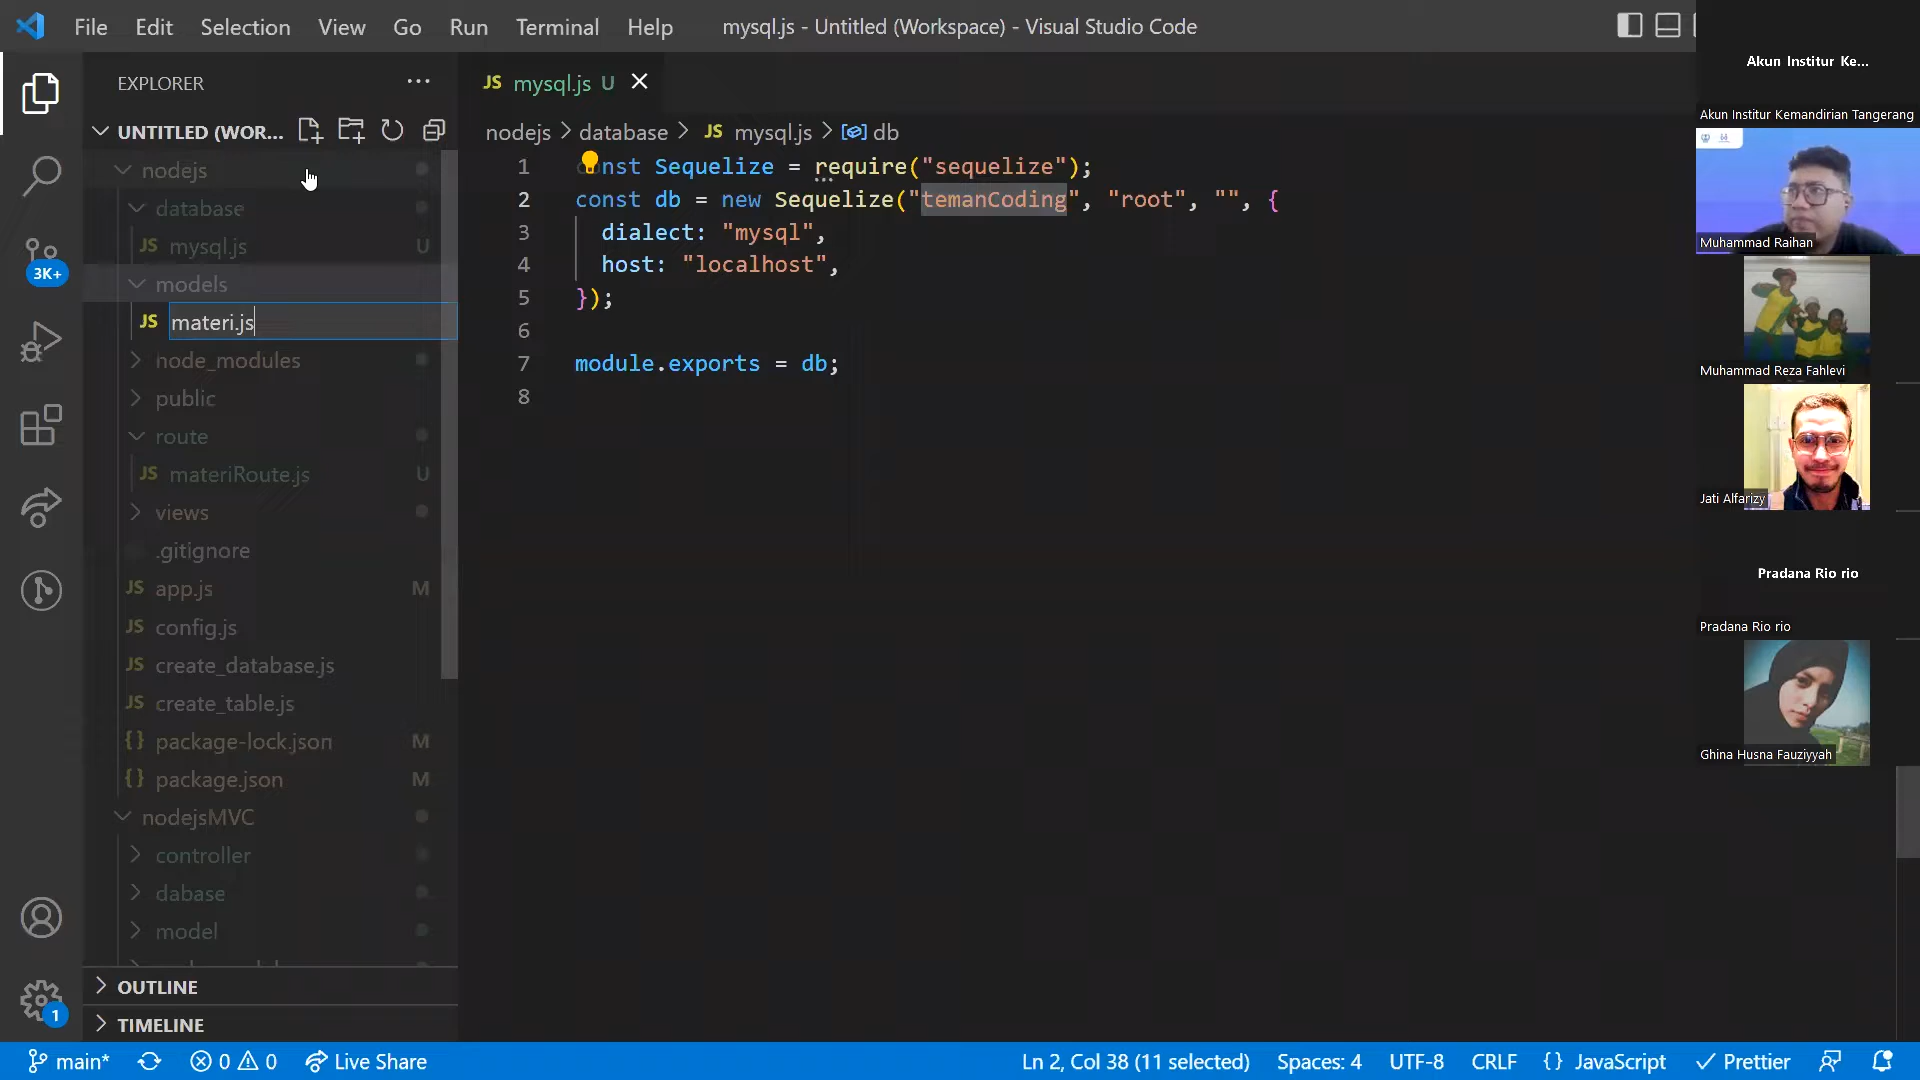 File Edit Selection View Go Run Terminal Help
mysql.js - Untitled (Workspace) - Visual Studio Code
EXPLORER
UNTITLED (WOR...
nodejs
database
mysql.js U
models
materi.js
node_modules
public
route
materiRoute.js U
views
.gitignore
app.js M
config.js
create_database.js
create_table.js
package-lock.json M
package.json M
nodejsMVC
controller
dabase
model
OUTLINE
TIMELINE
3K+
1
JS mysql.js U
nodejs > database > JS mysql.js > db
1 nst Sequelize = require("sequelize");
2 const db = new Sequelize("temanCoding", "root", "", {
3 dialect: "mysql",
4 host: "localhost",
5 });
6
7 module.exports = db;
8
Akun Institur Ke...
Akun Institur Kemandirian Tangerang
Muhammad Raihan
Muhammad Reza Fahlevi
Jati Alfarizy
Pradana Rio rio
Pradana Rio rio
Ghina Husna Fauziyyah
main* 0 0 Live Share
Ln 2, Col 38 (11 selected) Spaces: 4 UTF-8 CRLF {} JavaScript Prettier